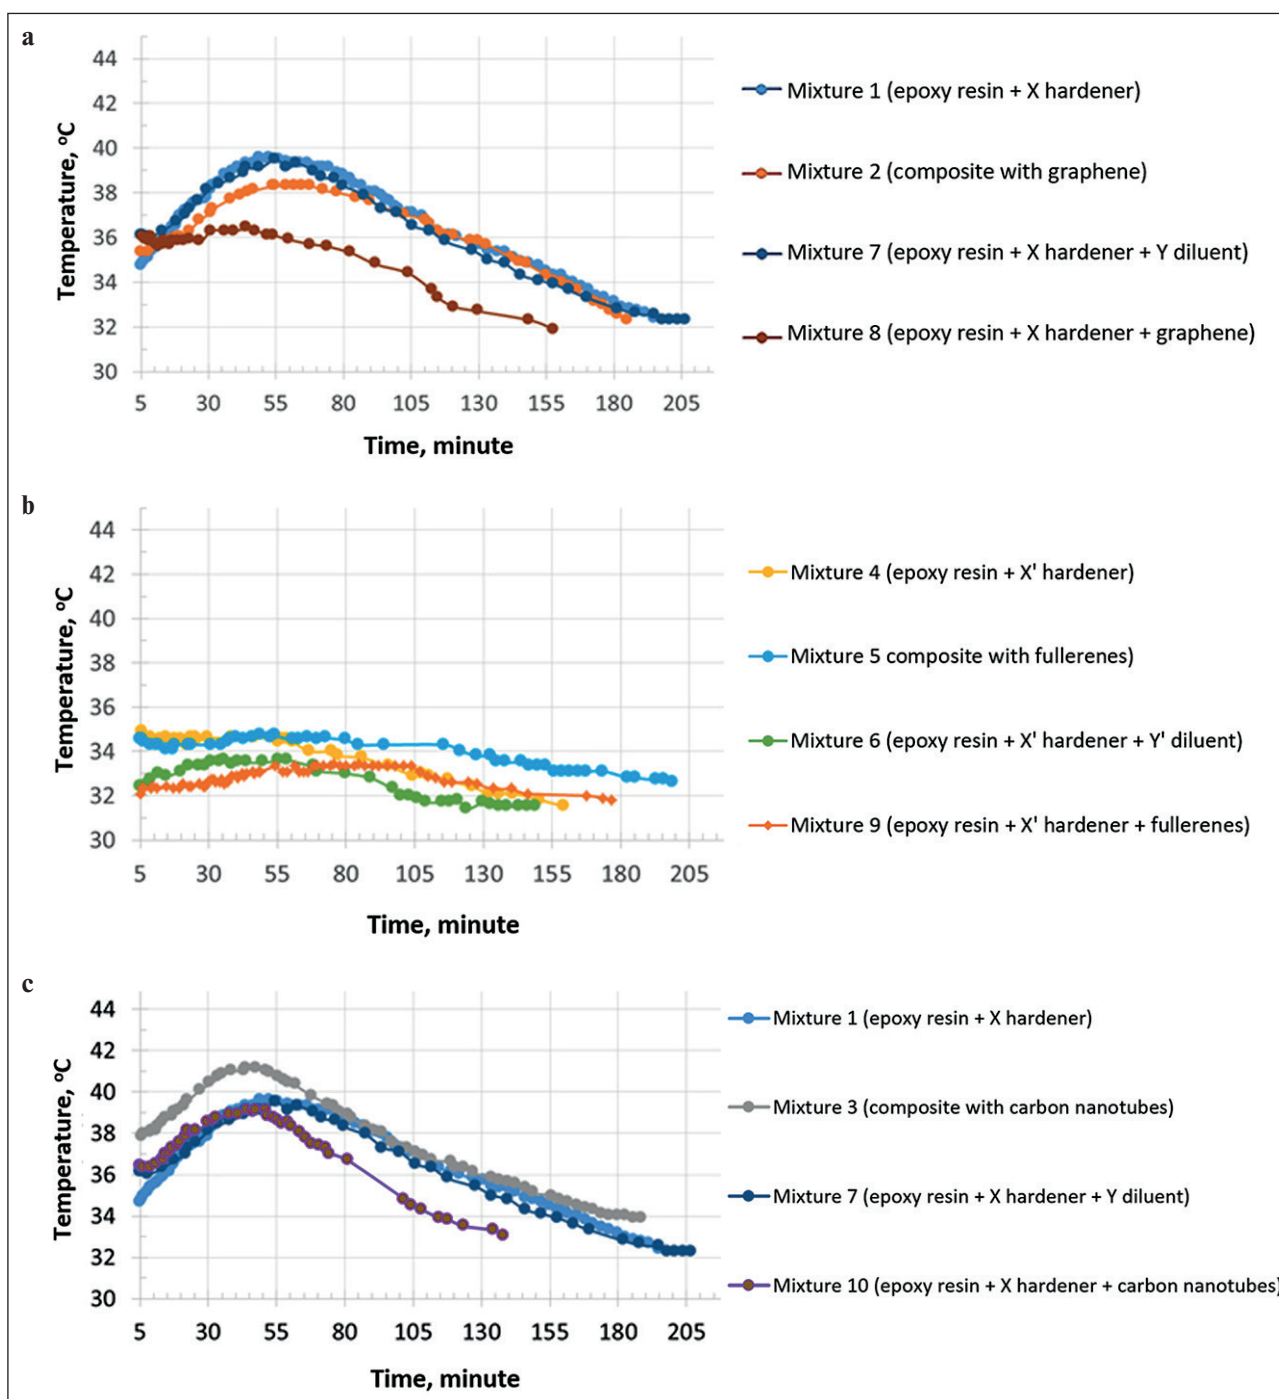 a
44
42
40
38
36
34
32
30
Temperature, ºC
5 30 55 80 105 130 155 180 205
Time, minute
Mixture 1 (epoxy resin + X hardener)
Mixture 2 (composite with graphene)
Mixture 7 (epoxy resin + X hardener + Y diluent)
Mixture 8 (epoxy resin + X hardener + graphene)
b
44
42
40
38
36
34
32
30
Temperature, ºC
5 30 55 80 105 130 155 180 205
Time, minute
Mixture 4 (epoxy resin + X' hardener)
Mixture 5 composite with fullerenes)
Mixture 6 (epoxy resin + X' hardener + Y' diluent)
Mixture 9 (epoxy resin + X' hardener + fullerenes)
c
44
42
40
38
36
34
32
30
Temperature, ºC
5 30 55 80 105 130 155 180 205
Time, minute
Mixture 1 (epoxy resin + X hardener)
Mixture 3 (composite with carbon nanotubes)
Mixture 7 (epoxy resin + X hardener + Y diluent)
Mixture 10 (epoxy resin + X hardener + carbon nanotubes)